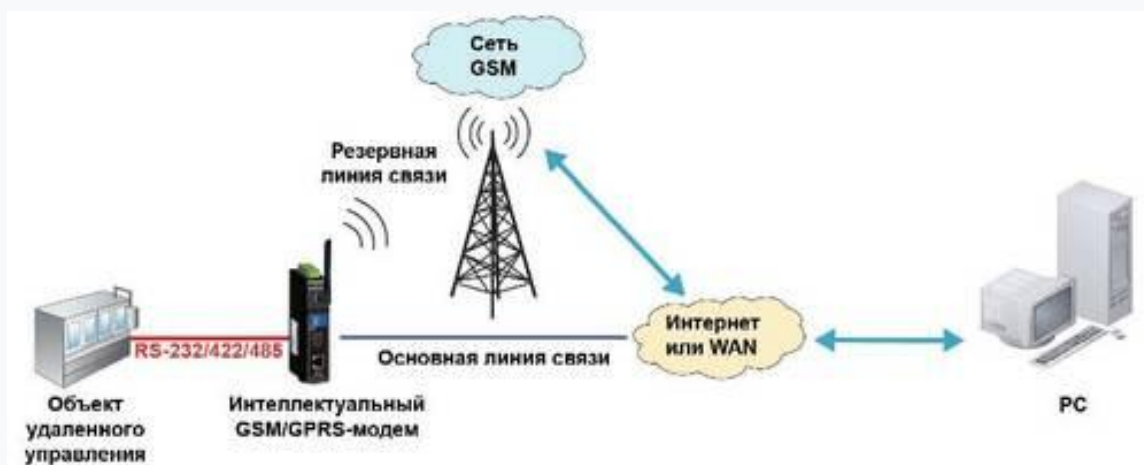 Сеть
GSM
Резервная
линия связи
RS-232/422/485
Основная линия связи
Интернет
или WAN
Объект
удаленного
управления
Интеллектуальный
GSM/GPRS-модем
PC